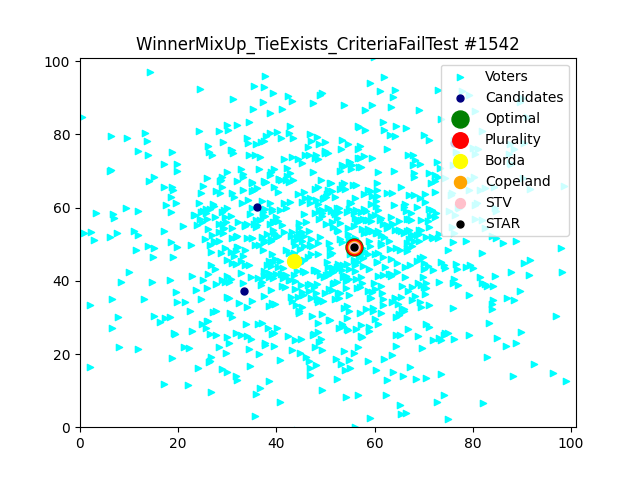 WinnerMixUp_TieExists_CriteriaFailTest #1542
100
80
60
40
20
0
0 20 40 60 80 100
Voters
Candidates
Optimal
Plurality
Borda
Copeland
STV
STAR